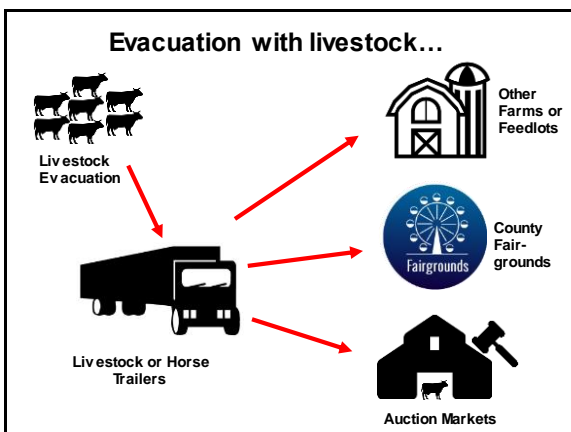 Evacuation with livestock…
Livestock
Evacuation
Livestock or Horse
Trailers
Other
Farms or
Feedlots
Fairgrounds
County
Fair-
grounds
Auction Markets